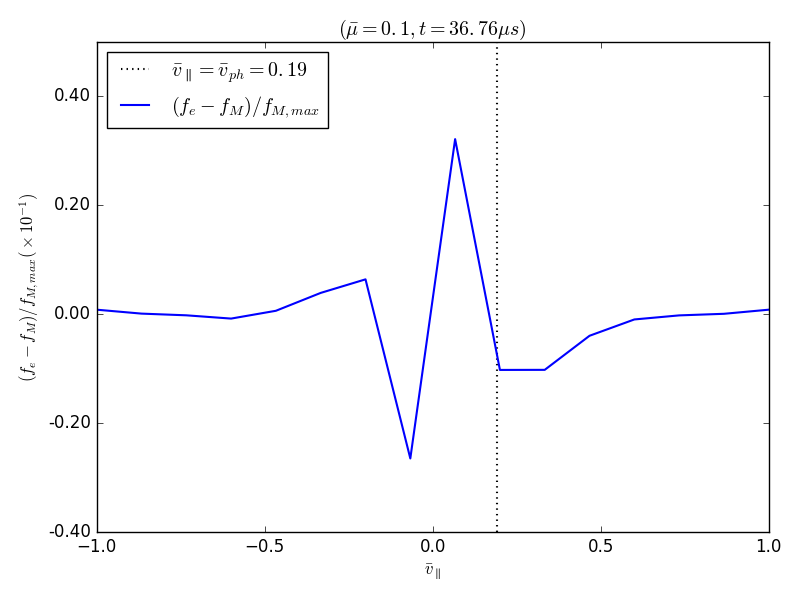 (μ̄ = 0.1, t = 36.76μs)
v̄∥ = v̄ph = 0.19
(fe − fM)/fM,max
0.40
0.20
0.00
-0.20
-0.40
(fe − fM)/fM,max(×10⁻¹)
−1.0 −0.5 0.0 0.5 1.0
v̄∥